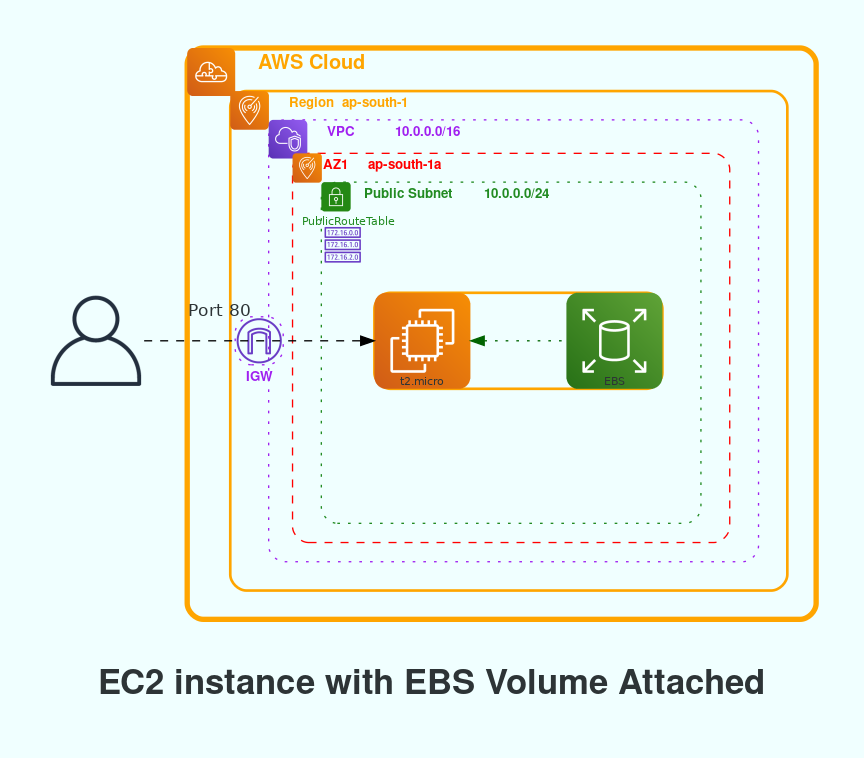 AWS Cloud
Region ap-south-1
VPC 10.0.0.0/16
AZ1 ap-south-1a
Public Subnet 10.0.0.0/24
PublicRouteTable
172.16.0.0
172.16.1.0
172.16.2.0
Port 80
IGW
t2.micro
EBS
EC2 instance with EBS Volume Attached